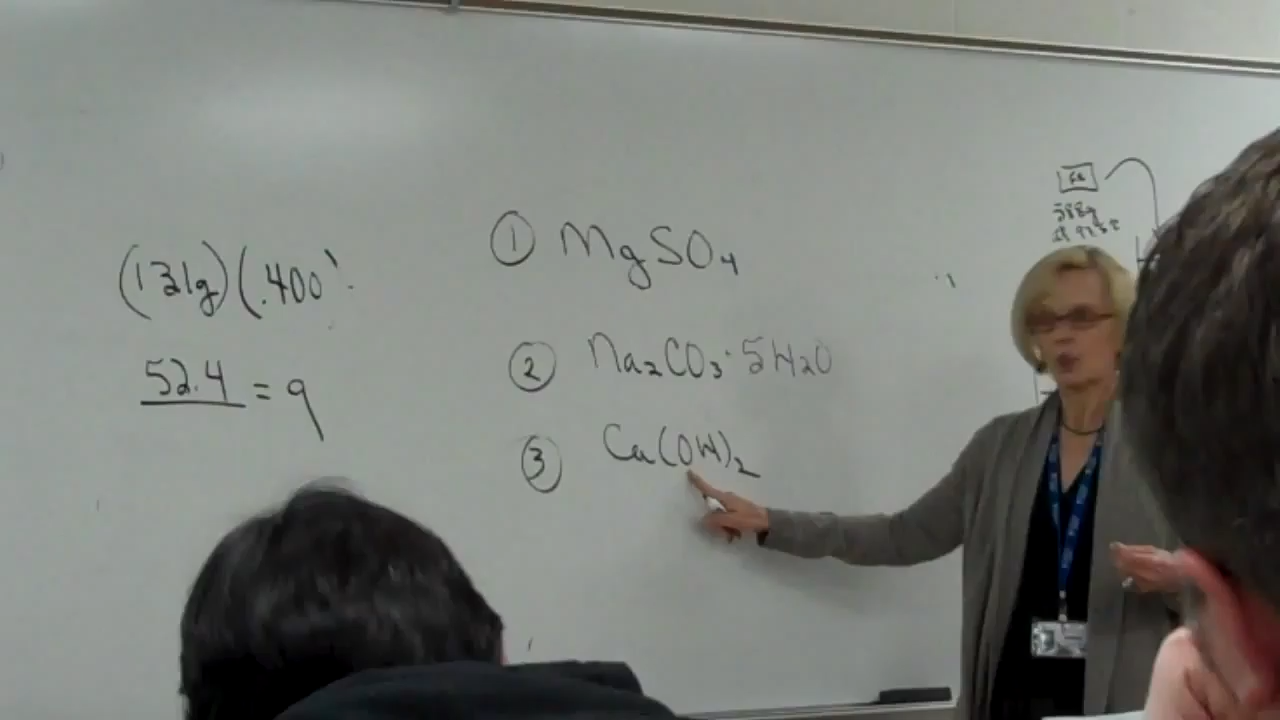 (131g)(.400
52.4 = q
① MgSO₄
② Na₂CO₃·5H₂O
③ Ca(OH)₂